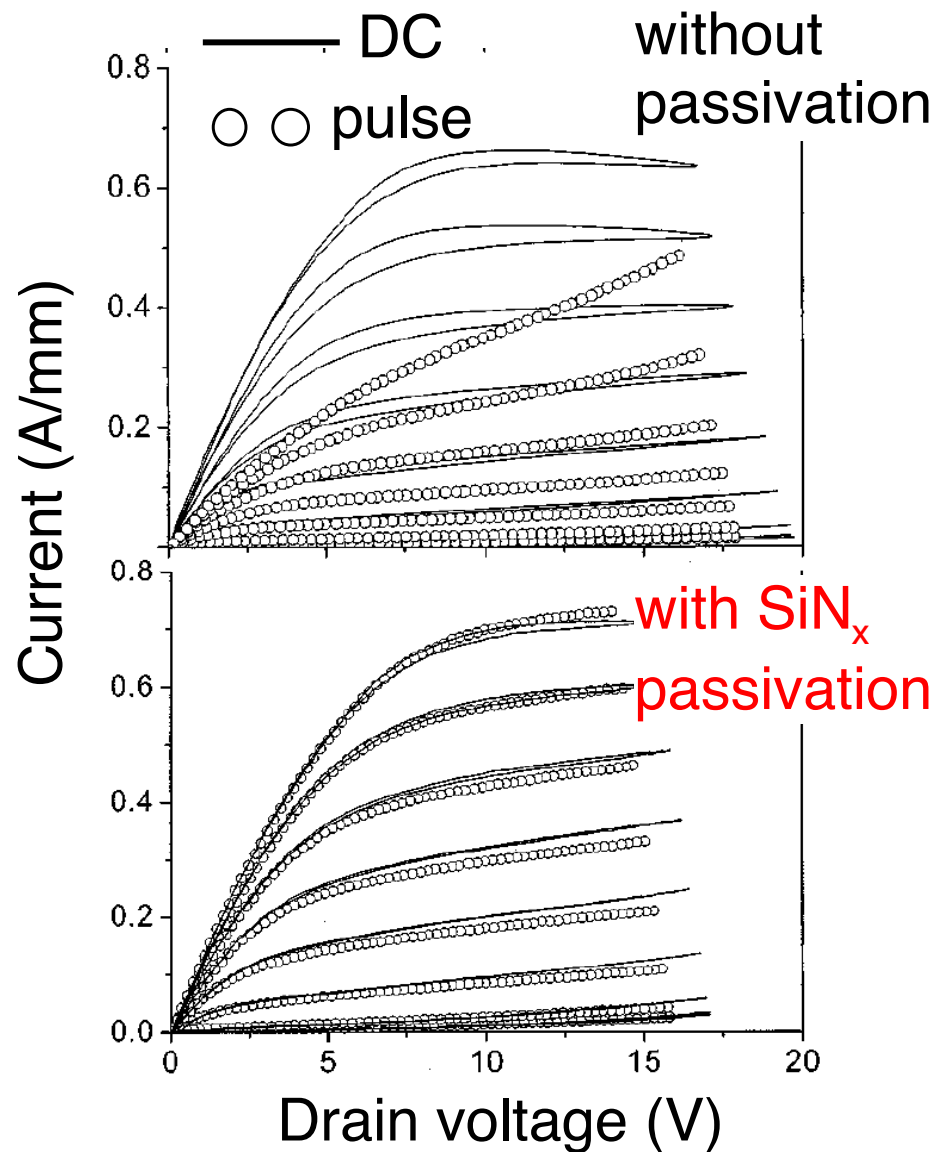 DC
without
passivation
pulse
0.8
0.6
0.4
0.2
Current (A/mm)
0.8
0.6
0.4
0.2
0.0
with SiNₓ
passivation
0
5
10
15
20
Drain voltage (V)